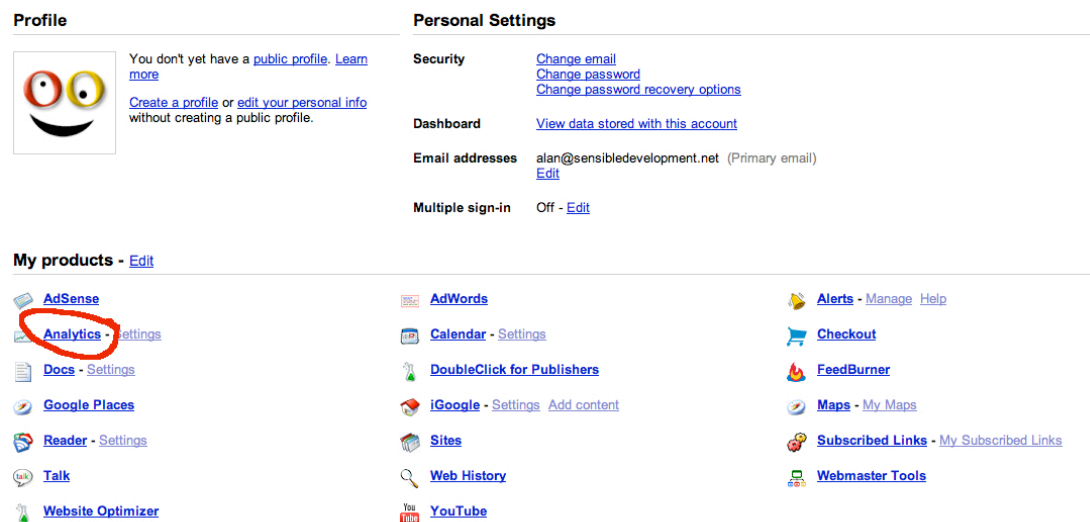 Profile
You don't yet have a public profile. Learn
more
Create a profile or edit your personal info
without creating a public profile.
Personal Settings
Security
Change email
Change password
Change password recovery options
Dashboard
View data stored with this account
Email addresses
alan@sensibledevelopment.net (Primary email)
Edit
Multiple sign-in
Off - Edit
My products - Edit
AdSense
AdWords
Alerts - Manage Help
Analytics - Settings
Calendar - Settings
Checkout
Docs - Settings
DoubleClick for Publishers
FeedBurner
Google Places
iGoogle - Settings Add content
Maps - My Maps
Reader - Settings
Sites
Subscribed Links - My Subscribed Links
talk
Talk
Web History
Webmaster Tools
Website Optimizer
You
Tube
YouTube